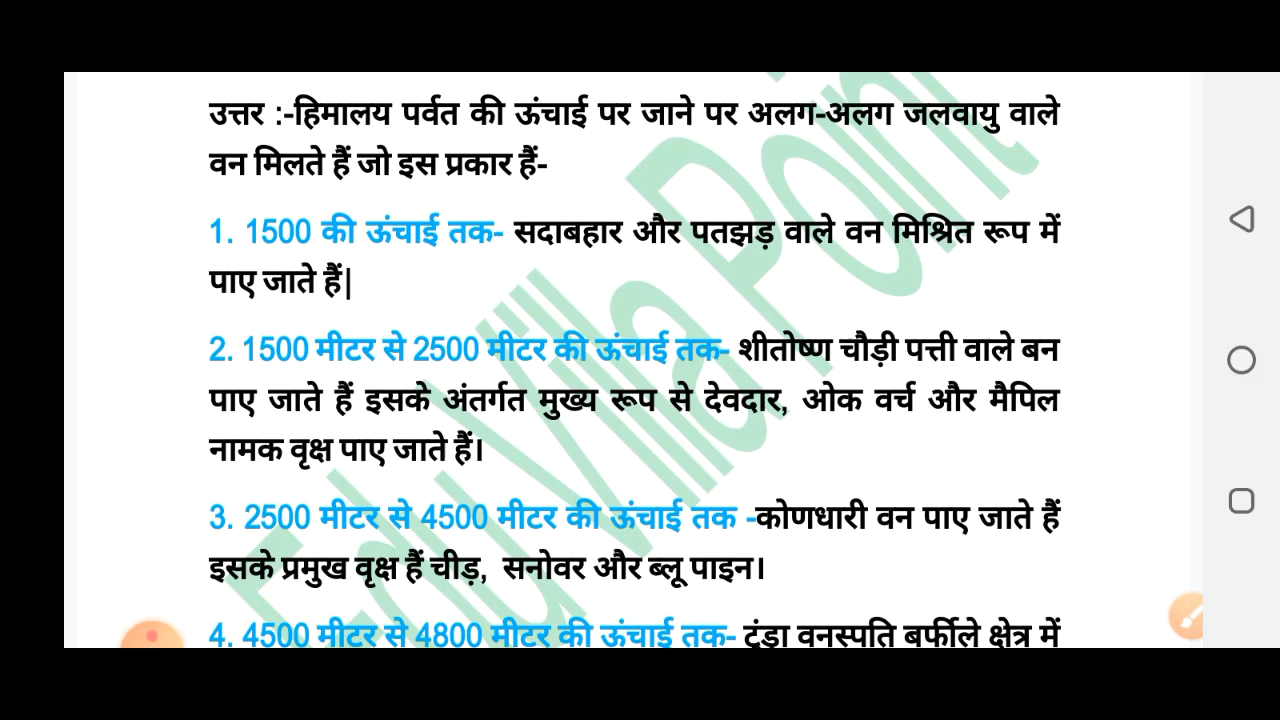 उत्तर :-हिमालय पर्वत की ऊंचाई पर जाने पर अलग-अलग जलवायु वाले
वन मिलते हैं जो इस प्रकार हैं-
1. 1500 की ऊंचाई तक- सदाबहार और पतझड़ वाले वन मिश्रित रूप में
पाए जाते हैं|
2. 1500 मीटर से 2500 मीटर की ऊंचाई तक- शीतोष्ण चौड़ी पत्ती वाले बन
पाए जाते हैं इसके अंतर्गत मुख्य रूप से देवदार, ओक वर्च और मैपिल
नामक वृक्ष पाए जाते हैं।
3. 2500 मीटर से 4500 मीटर की ऊंचाई तक -कोणधारी वन पाए जाते हैं
इसके प्रमुख वृक्ष हैं चीड़, सनोवर और ब्लू पाइन।
4. 4500 मीटर से 4800 मीटर की ऊंचाई तक- टुंड्रा वनस्पति बर्फीले क्षेत्र में
Edu Villa Point